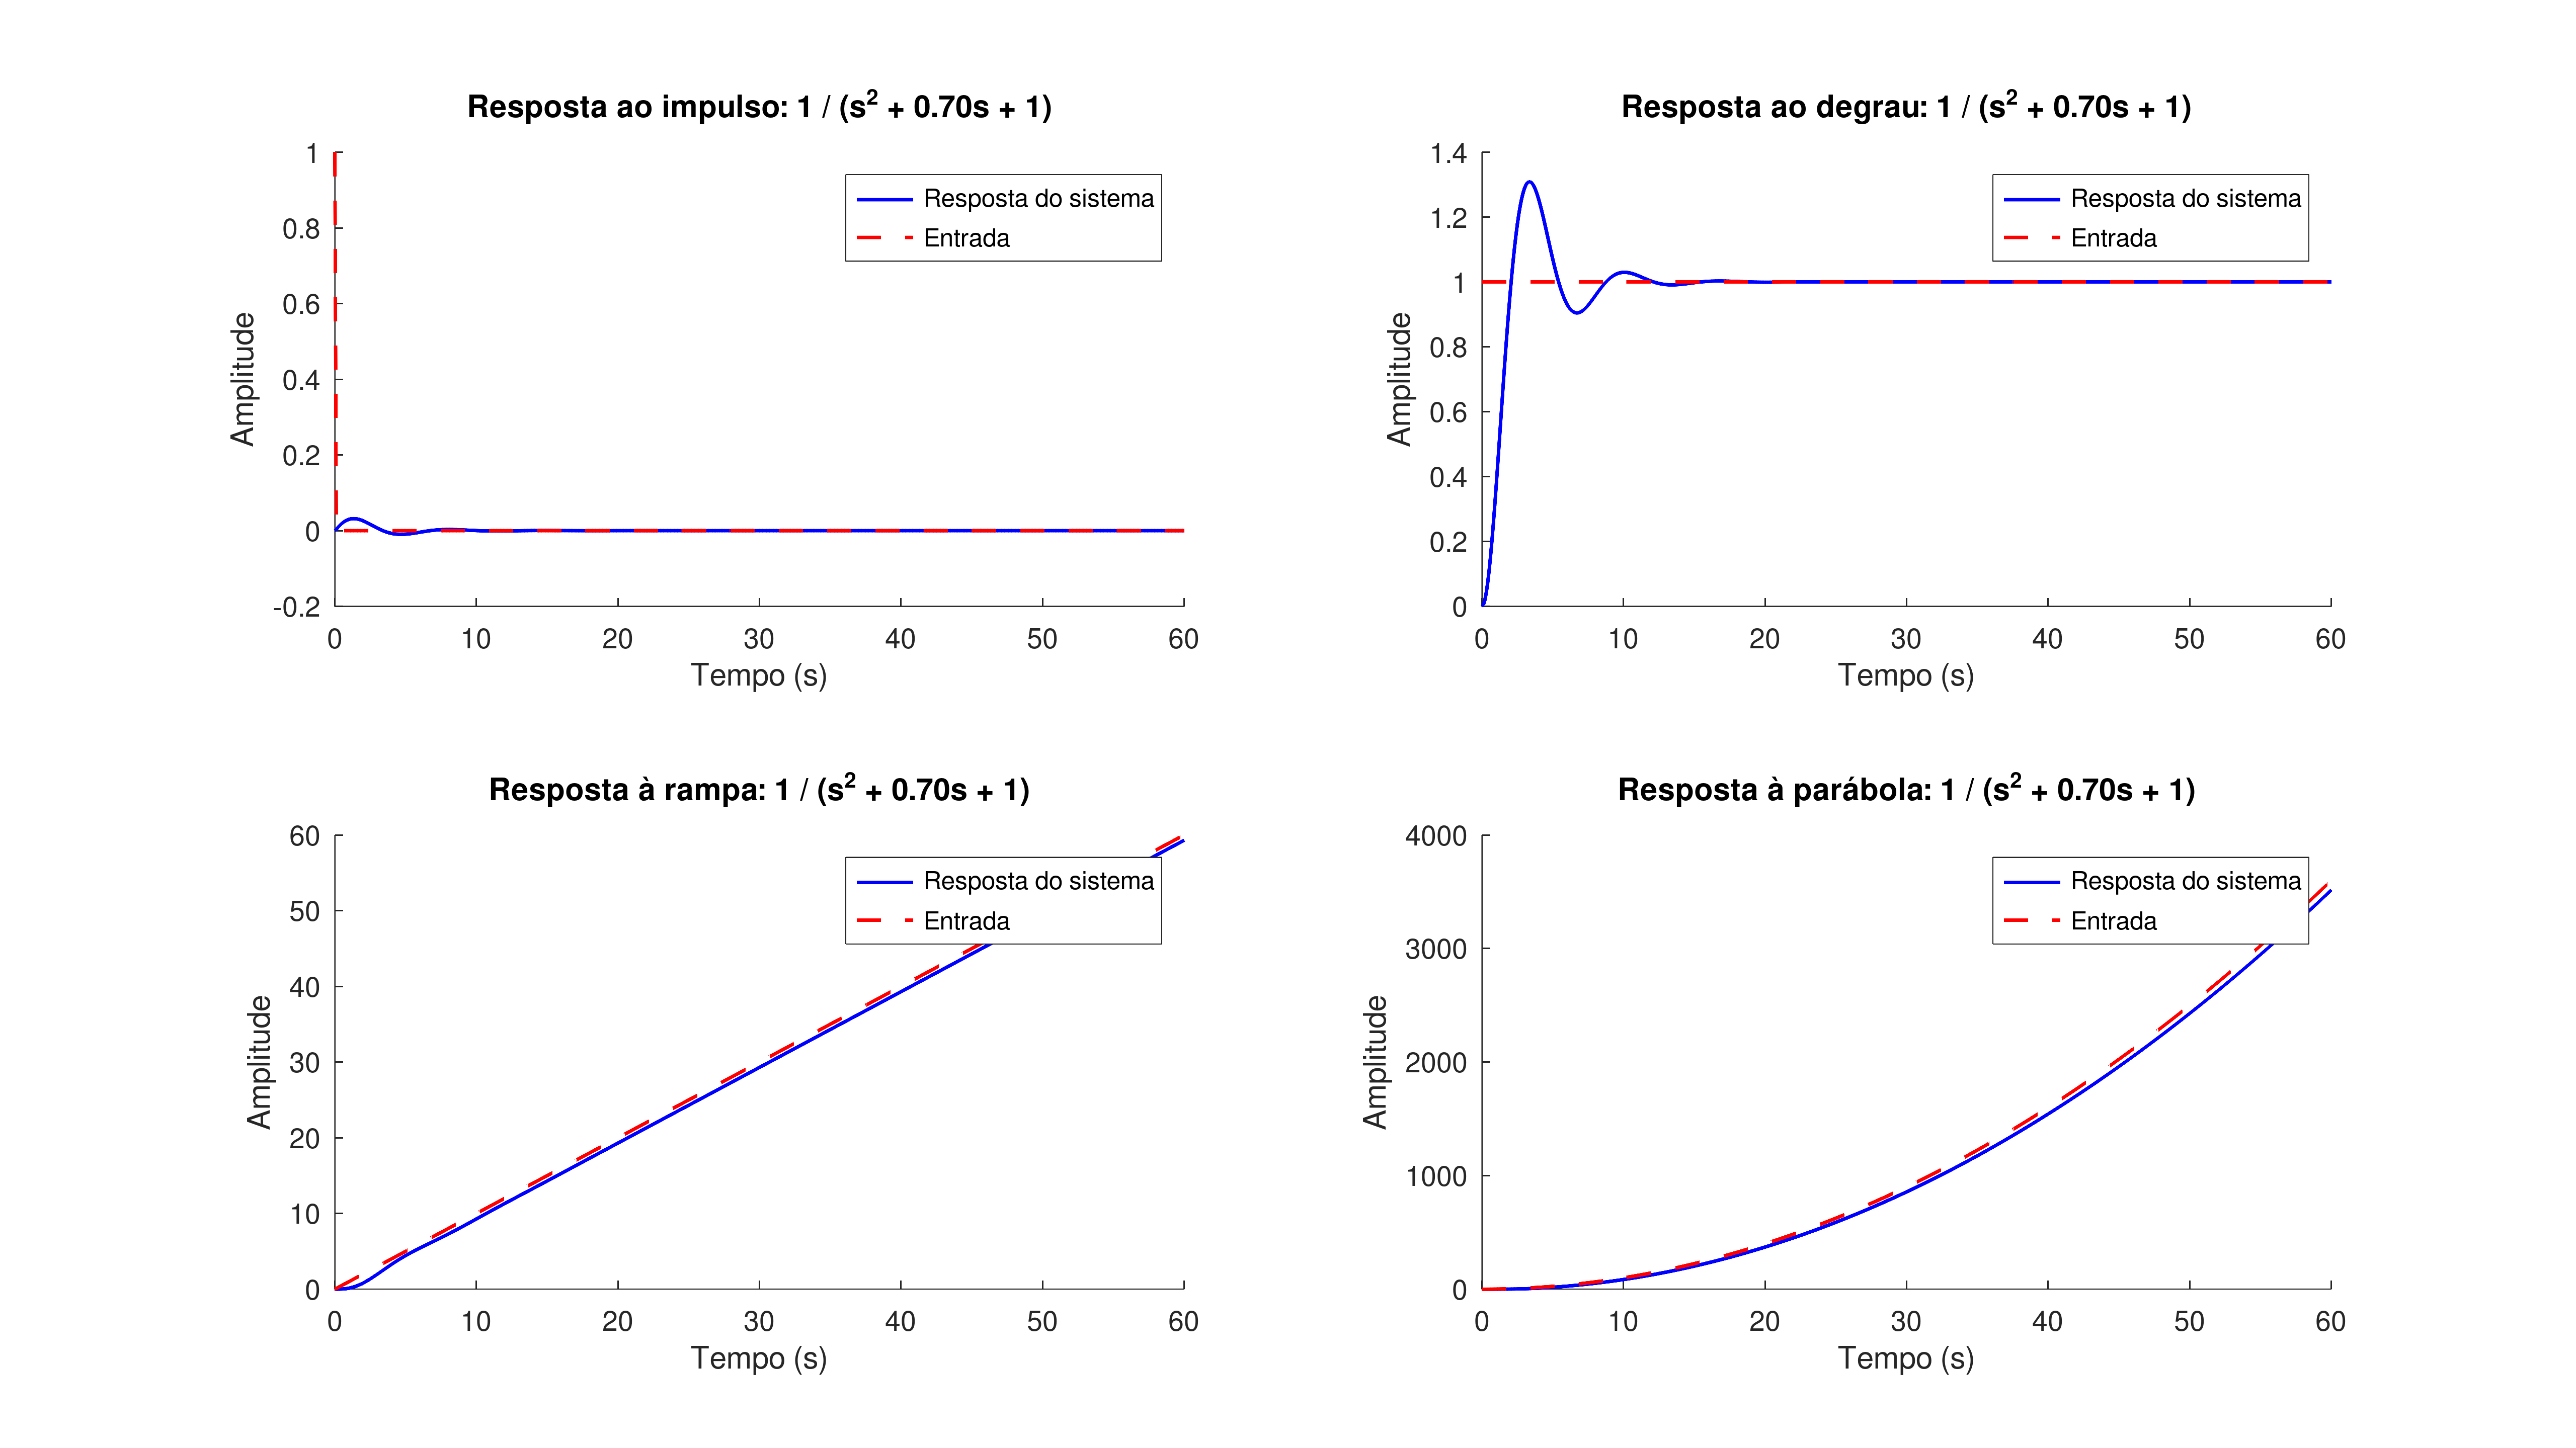 Resposta ao impulso: 1 / (s² + 0.70s + 1)
1
0.8
0.6
0.4
0.2
0
-0.2
Amplitude
Resposta do sistema
Entrada
0 10 20 30 40 50 60
Tempo (s)
Resposta ao degrau: 1 / (s² + 0.70s + 1)
1.4
1.2
1
0.8
0.6
0.4
0.2
0
Amplitude
Resposta do sistema
Entrada
0 10 20 30 40 50 60
Tempo (s)
Resposta à rampa: 1 / (s² + 0.70s + 1)
60
50
40
30
20
10
0
Amplitude
Resposta do sistema
Entrada
0 10 20 30 40 50 60
Tempo (s)
Resposta à parábola: 1 / (s² + 0.70s + 1)
4000
3000
2000
1000
0
Amplitude
Resposta do sistema
Entrada
0 10 20 30 40 50 60
Tempo (s)